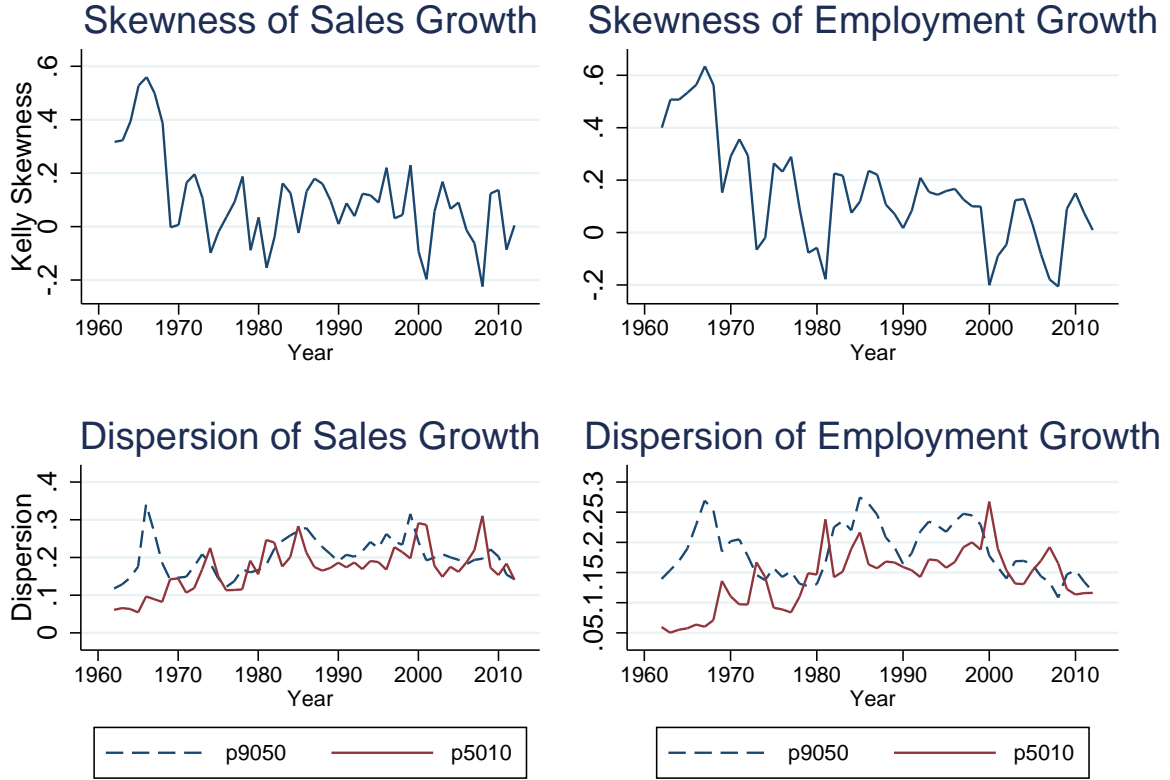 Skewness of Sales Growth
Kelly Skewness
-.2 0 .2 .4 .6
1960 1970 1980 1990 2000 2010
Year
Skewness of Employment Growth
-.2 0 .2 .4 .6
1960 1970 1980 1990 2000 2010
Year
Dispersion of Sales Growth
Dispersion
0 .1 .2 .3 .4
1960 1970 1980 1990 2000 2010
Year
p9050 p5010
Dispersion of Employment Growth
.05 .1 .15 .2 .25 .3
1960 1970 1980 1990 2000 2010
Year
p9050 p5010